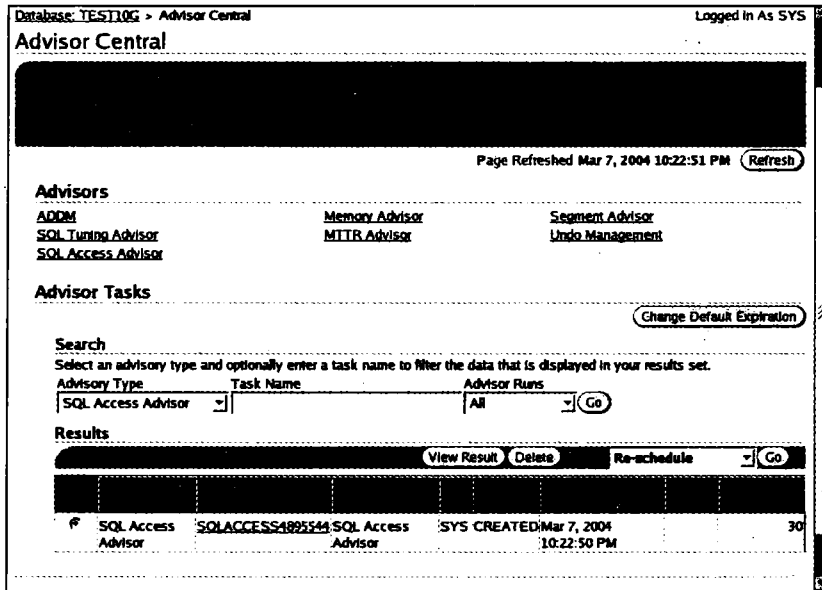 Database: TEST10G > Advisor Central Logged in As SYS
Advisor Central
Page Refreshed Mar 7, 2004 10:22:51 PM Refresh
Advisors
ADDM Memory Advisor Segment Advisor
SQL Tuning Advisor MTTR Advisor Undo Management
SQL Access Advisor
Advisor Tasks
Change Default Expiration
Search
Select an advisory type and optionally enter a task name to filter the data that is displayed in your results set.
Advisory Type Task Name Advisor Runs
SQL Access Advisor All Go
Results
View Result Delete Re-schedule Go
SQL Access SQLACCESS4895544 SQL Access SYS CREATED Mar 7, 2004 30
Advisor Advisor 10:22:50 PM